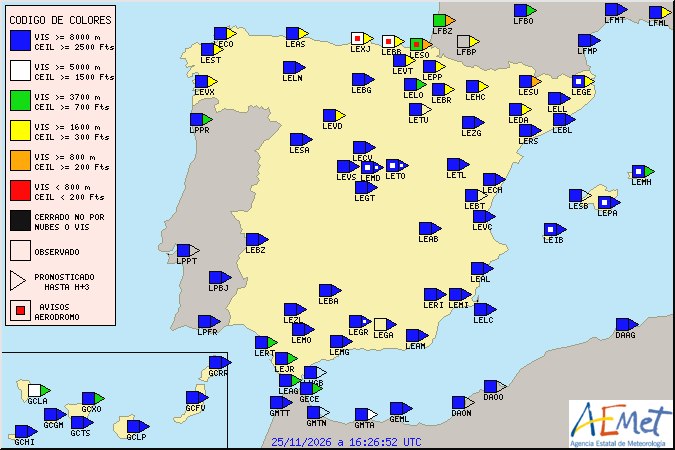 CODIGO DE COLORES
VIS >= 8000 m
CEIL >= 2500 Fts
VIS >= 5000 m
CEIL >= 1500 Fts
VIS >= 3700 m
CEIL >= 700 Fts
VIS >= 1600 m
CEIL >= 300 Fts
VIS >= 800 m
CEIL >= 200 Fts
VIS < 800 m
CEIL < 200 Fts
CERRADO NO POR
NUBES O VIS
OBSERVADO
PRONOSTICADO
HASTA H+3
AVISOS
AERODROMO
LFBO
LFMT
LFML
LFBZ
LECO
LEAS
LEXJ
LEBB
LESO
LFBP
LFMP
LEST
LEVT
LEPP
LELN
LEVX
LEBG
LELO
LEBR
LEHC
LESU
LEGE
LELL
LPPR
LEVD
LETU
LEDA
LEBL
LEZG
LERS
LESA
LECV
LEVS
LEMD
LETO
LETL
LEMH
LEGT
LECH
LEBT
LESB
LEPA
LEVC
LEIB
LEAB
LEBZ
LPPT
LEAL
LPBJ
LEBA
LERI
LEMI
LEZL
LELC
LPFR
LEMO
LEGR
LEGA
DAAG
LERT
LEMG
LEAM
LEJR
GCRR
LEAG
LXGB
GECE
DAOO
GCLA
GCXO
GCFV
GMTT
GMTN
GMTA
GEML
DAON
GCGM
GCTS
GCLP
GCHI
25/11/2026 a 16:26:52 UTC
AEMet
Agencia Estatal de Meteorología